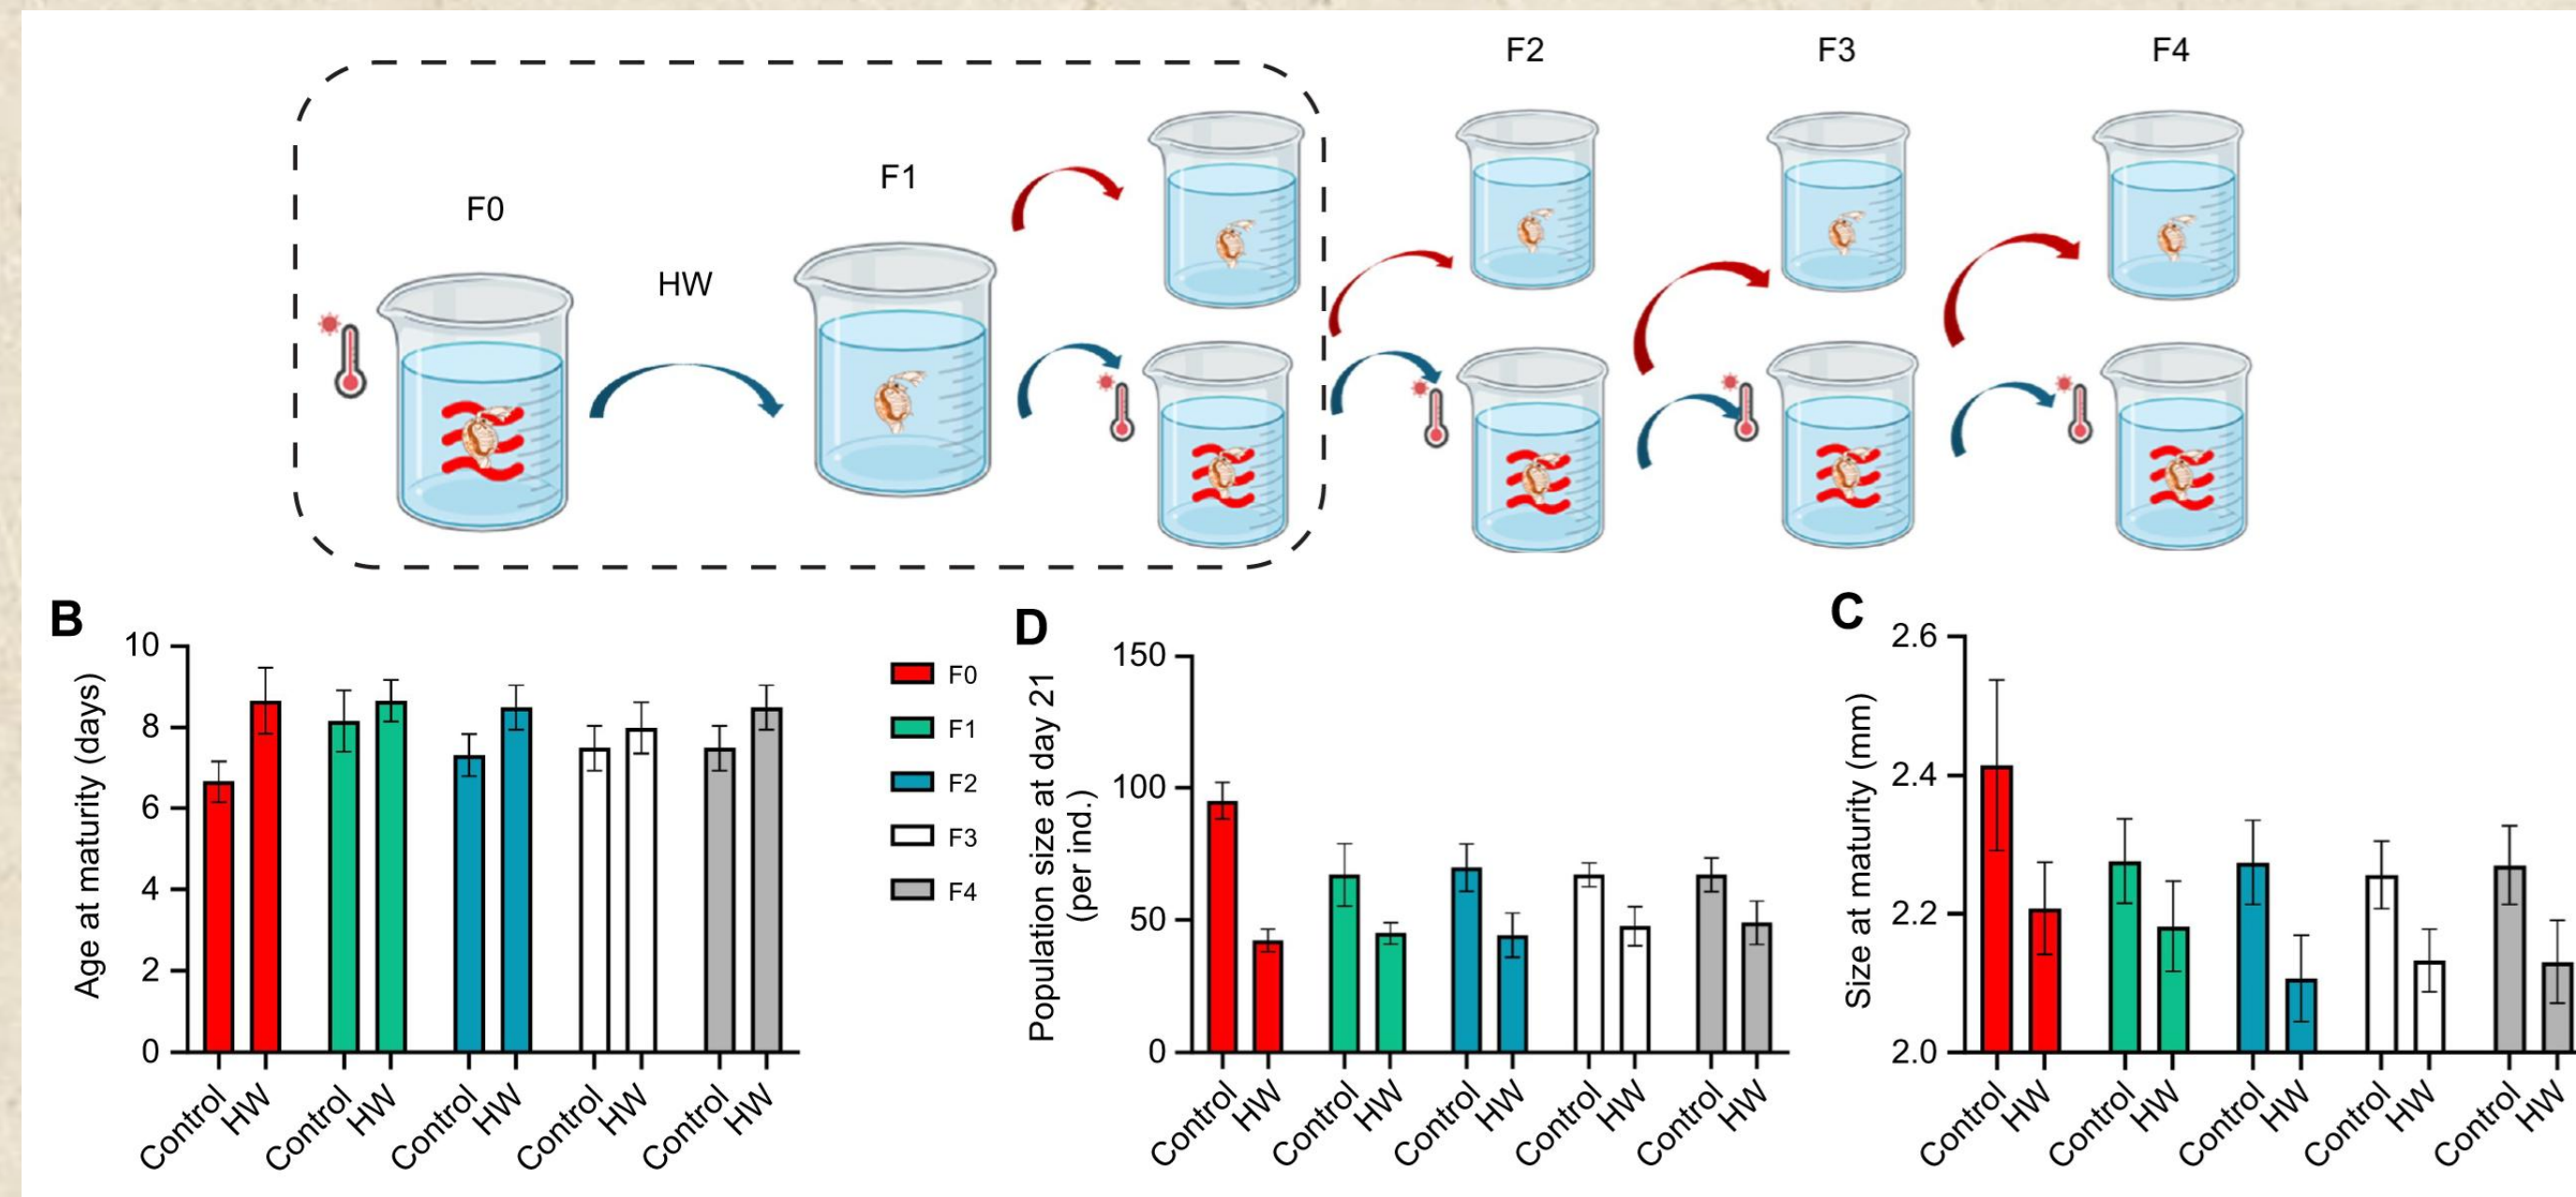 F2 F3 F4
F1
F0
HW
B
10
8
6
4
2
0
Age at maturity (days)
Control HW Control HW Control HW Control HW Control HW
F0
F1
F2
F3
F4
D
150
100
50
0
Population size at day 21
(per ind.)
Control HW Control HW Control HW Control HW Control HW
C
2.6
2.4
2.2
2.0
Size at maturity (mm)
Control HW Control HW Control HW Control HW Control HW